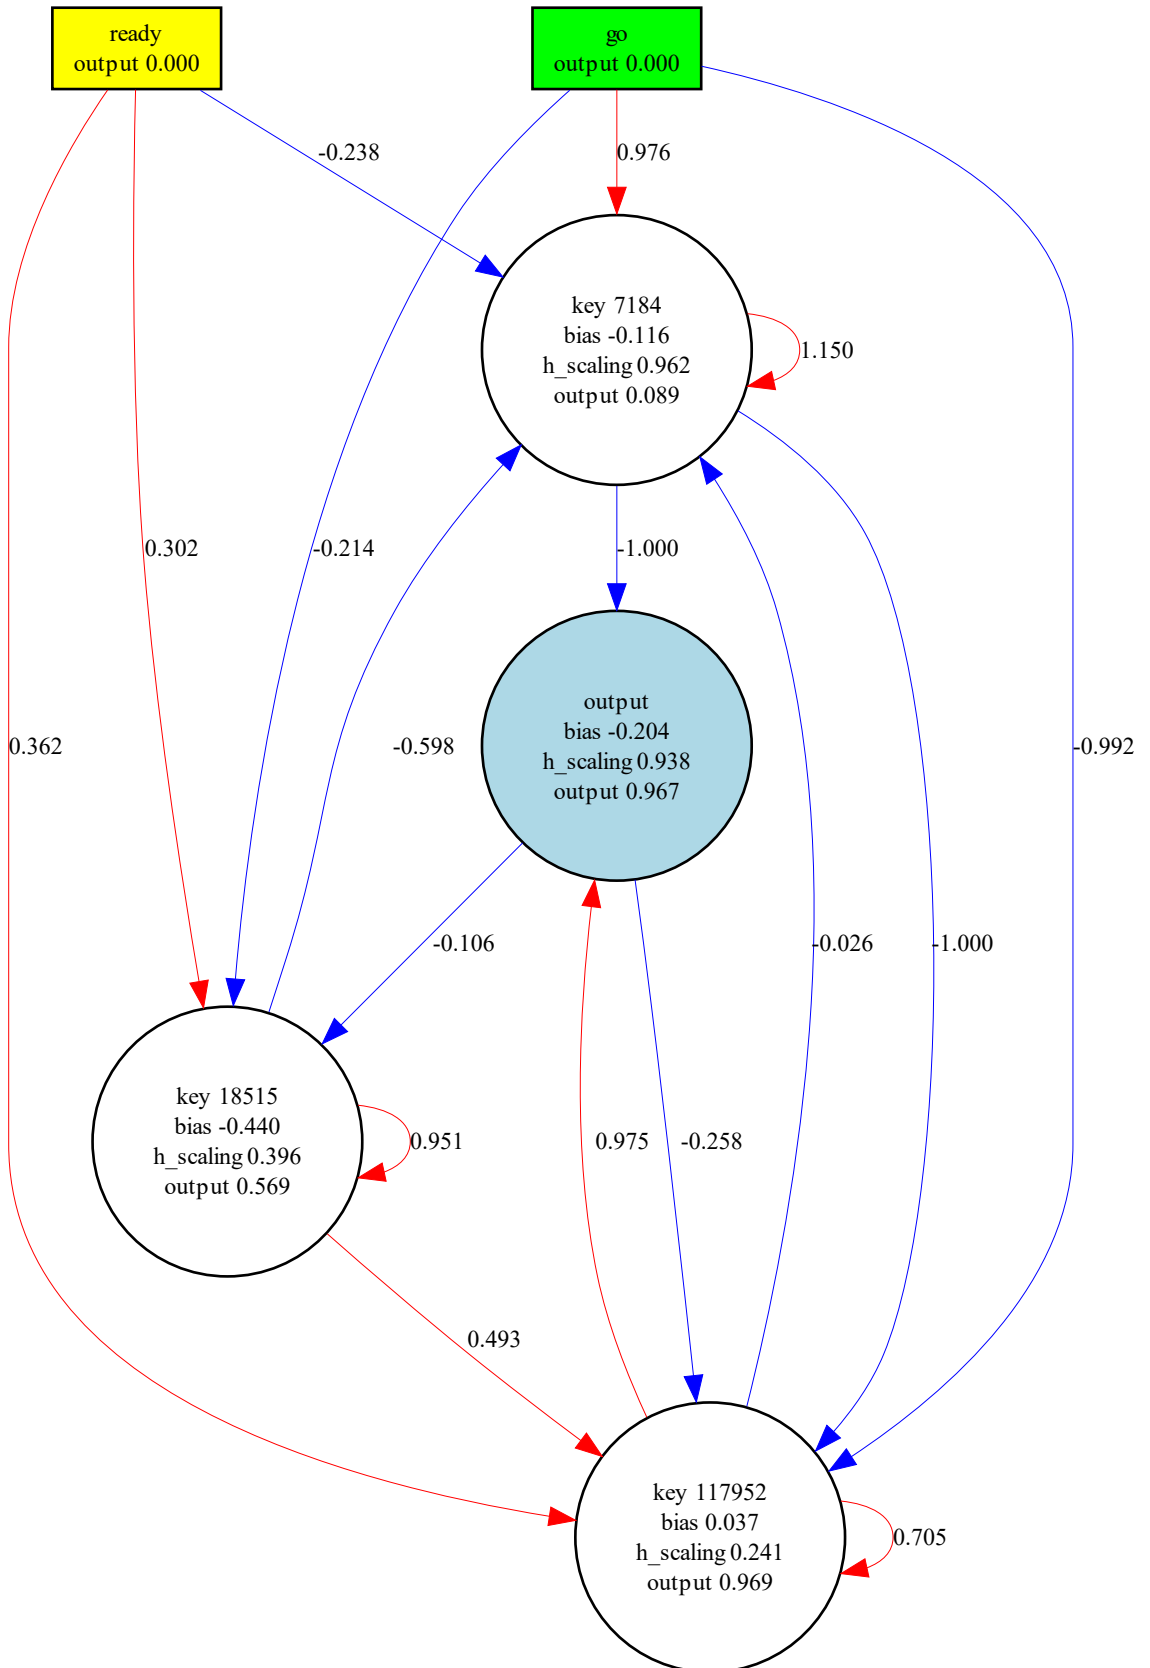 ready
output 0.000
go
output 0.000
-0.238
0.976
key 7184
bias -0.116
h_scaling 0.962
output 0.089
1.150
0.302
-0.214
-1.000
output
bias -0.204
h_scaling 0.938
output 0.967
0.362
-0.598
-0.992
-0.106
-0.026
-1.000
key 18515
bias -0.440
h_scaling 0.396
output 0.569
0.951
0.975
-0.258
0.493
key 117952
bias 0.037
h_scaling 0.241
output 0.969
0.705